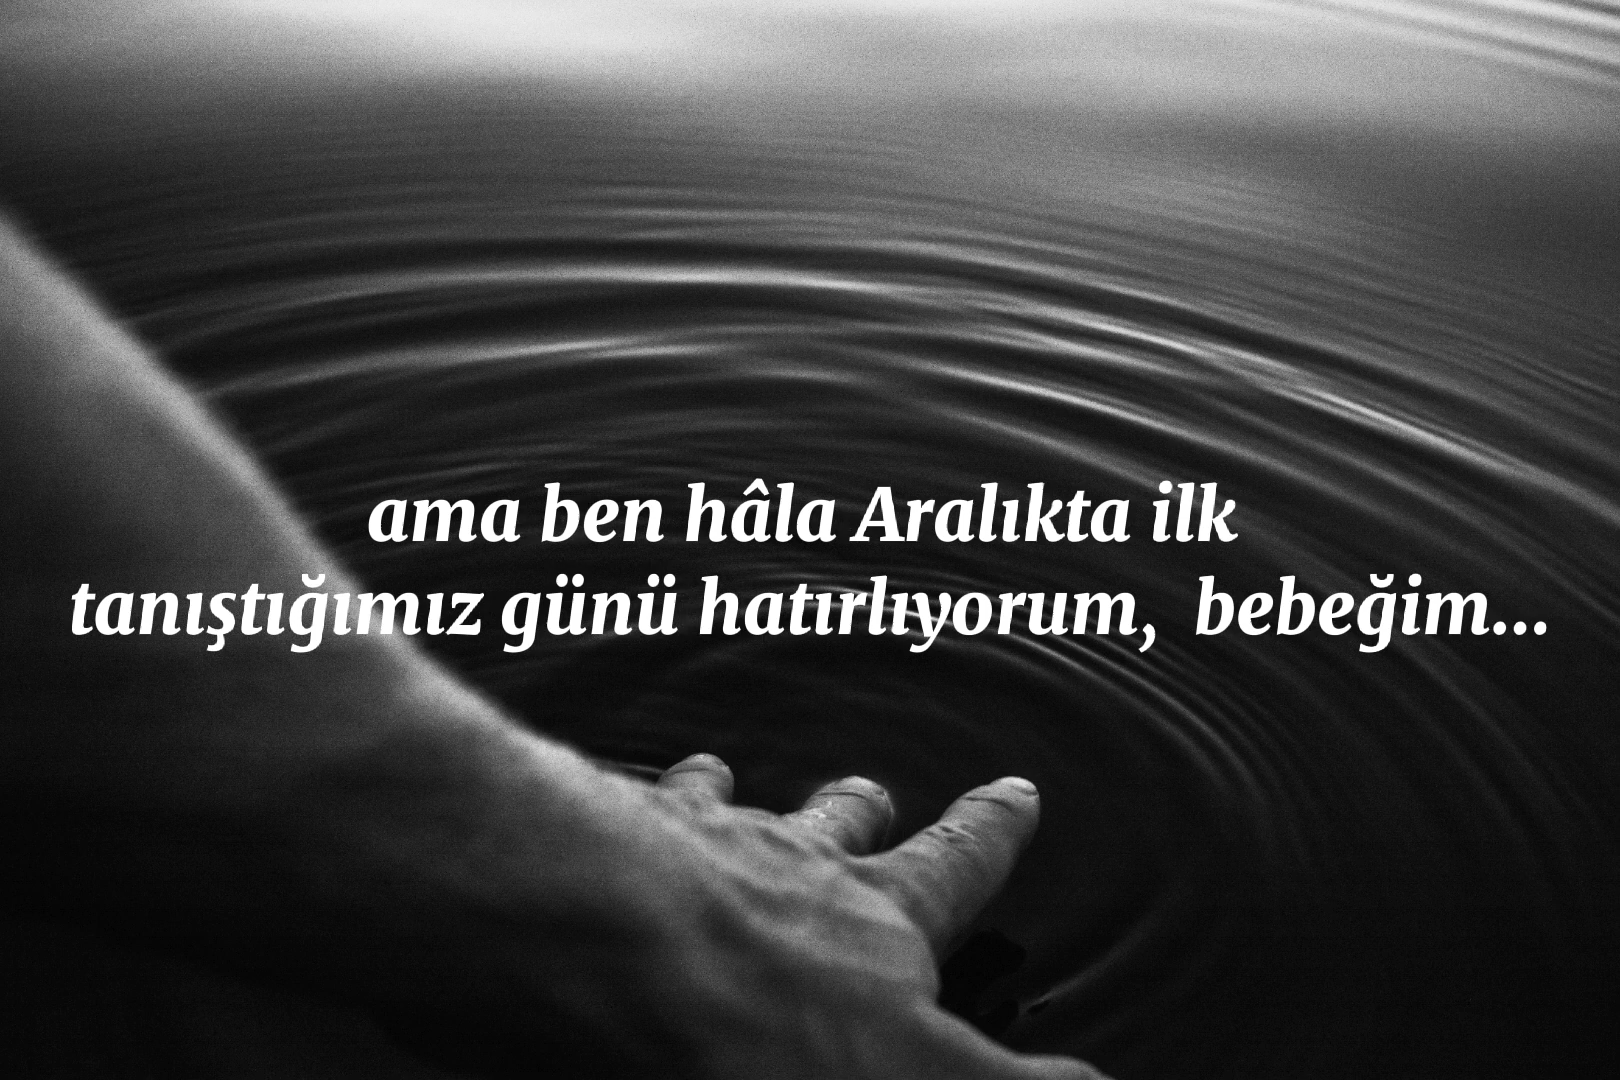 ama ben hâla Aralıkta ilk
tanıştığımız günü hatırlıyorum,  bebeğim...